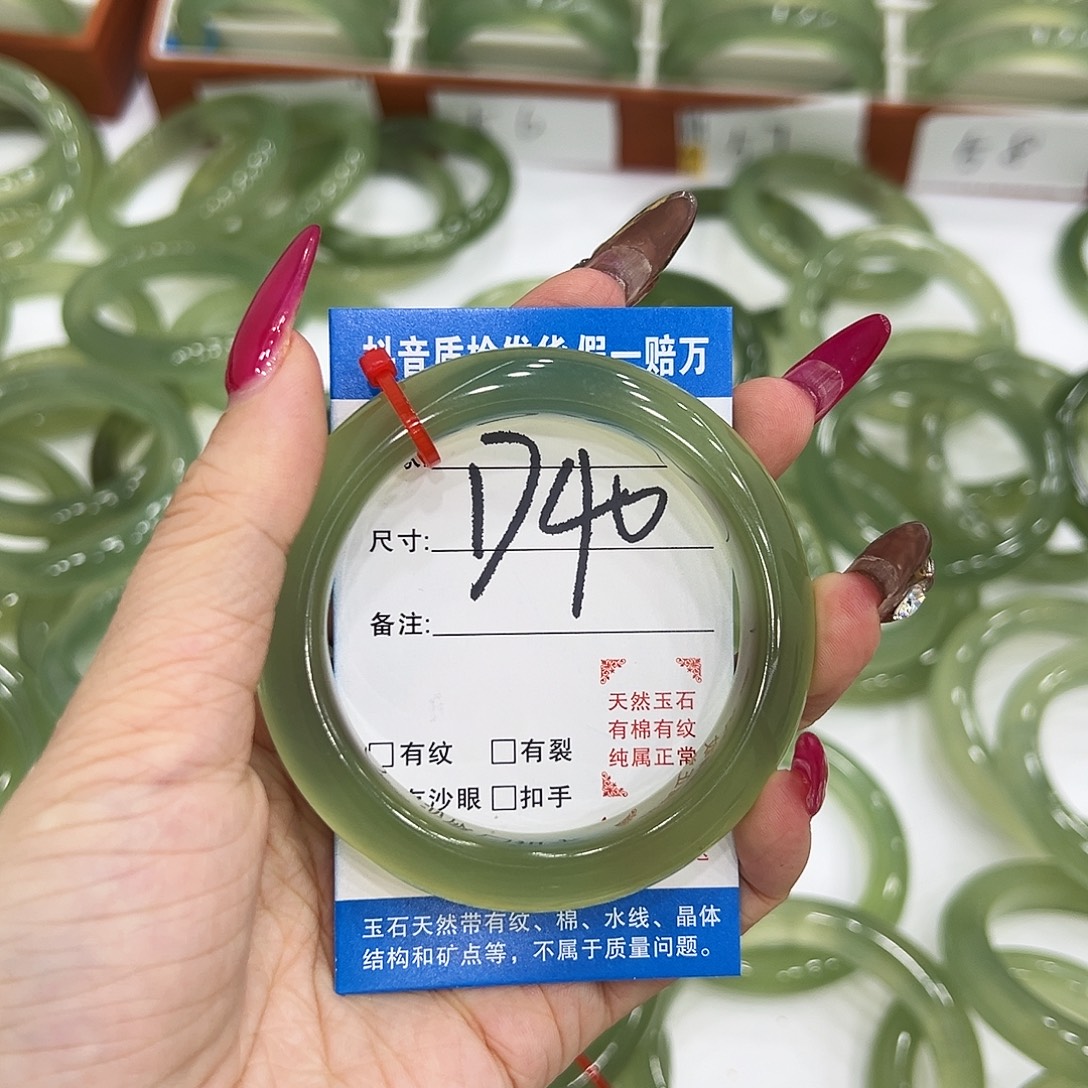 58
抖音质检发货 假一赔万
D40
尺寸:
备注:
天然玉石
有棉有纹
纯属正常
□有纹 □有裂
沙眼 □扣手
玉石天然带有纹、棉、水线、晶体
结构和矿点等，不属于质量问题。